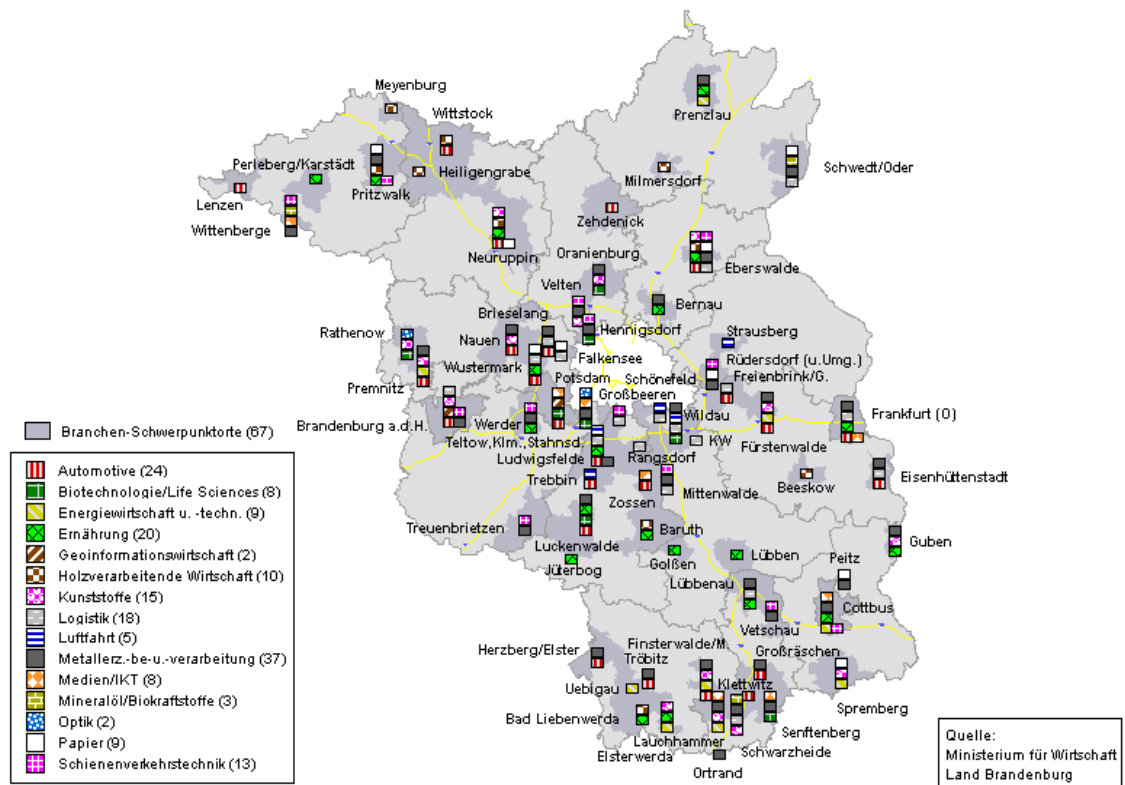 Meyenburg
Wittstock
Prenzlau
Perleberg/Karstädt
Heiligengrabe
Milmersdorf
Schwedt/Oder
Lenzen
Pritzwalk
Wittenberge
Zehdenick
Neuruppin
Oranienburg
Eberswalde
Velten
Bernau
Brieselang
Rathenow
Nauen
Hennigsdorf
Strausberg
Wustermark
Falkensee
Rüdersdorf (u.Umg.)
Premnitz
Potsdam
Schönefeld
Freienbrink/G.
Großbeeren
Brandenburg a.d.H.
Werder
Wildau
Frankfurt (O)
Teltow,Klm.,Stahnsd.
KW
Fürstenwalde
Ludwigsfelde
Rangsdorf
Trebbin
Beeskow
Eisenhüttenstadt
Zossen
Mittenwalde
Treuenbrietzen
Luckenwalde
Baruth
Guben
Jüterbog
Golßen
Lübben
Lübbenau
Peitz
Cottbus
Vetschau
Herzberg/Elster
Finsterwalde/M.
Großräschen
Tröbitz
Uebigau
Klettwitz
Spremberg
Bad Liebenwerda
Senftenberg
Lauchhammer
Schwarzheide
Elsterwerda
Ortrand
Branchen-Schwerpunktorte (67)
Automotive (24)
Biotechnologie/Life Sciences (8)
Energiewirtschaft u. -techn. (9)
Ernährung (20)
Geoinformationswirtschaft (2)
Holzverarbeitende Wirtschaft (10)
Kunststoffe (15)
Logistik (18)
Luftfahrt (5)
Metallerz.-be-u.-verarbeitung (37)
Medien/IKT (8)
Mineralöl/Biokraftstoffe (3)
Optik (2)
Papier (9)
Schienenverkehrstechnik (13)
Quelle:
Ministerium für Wirtschaft
Land Brandenburg